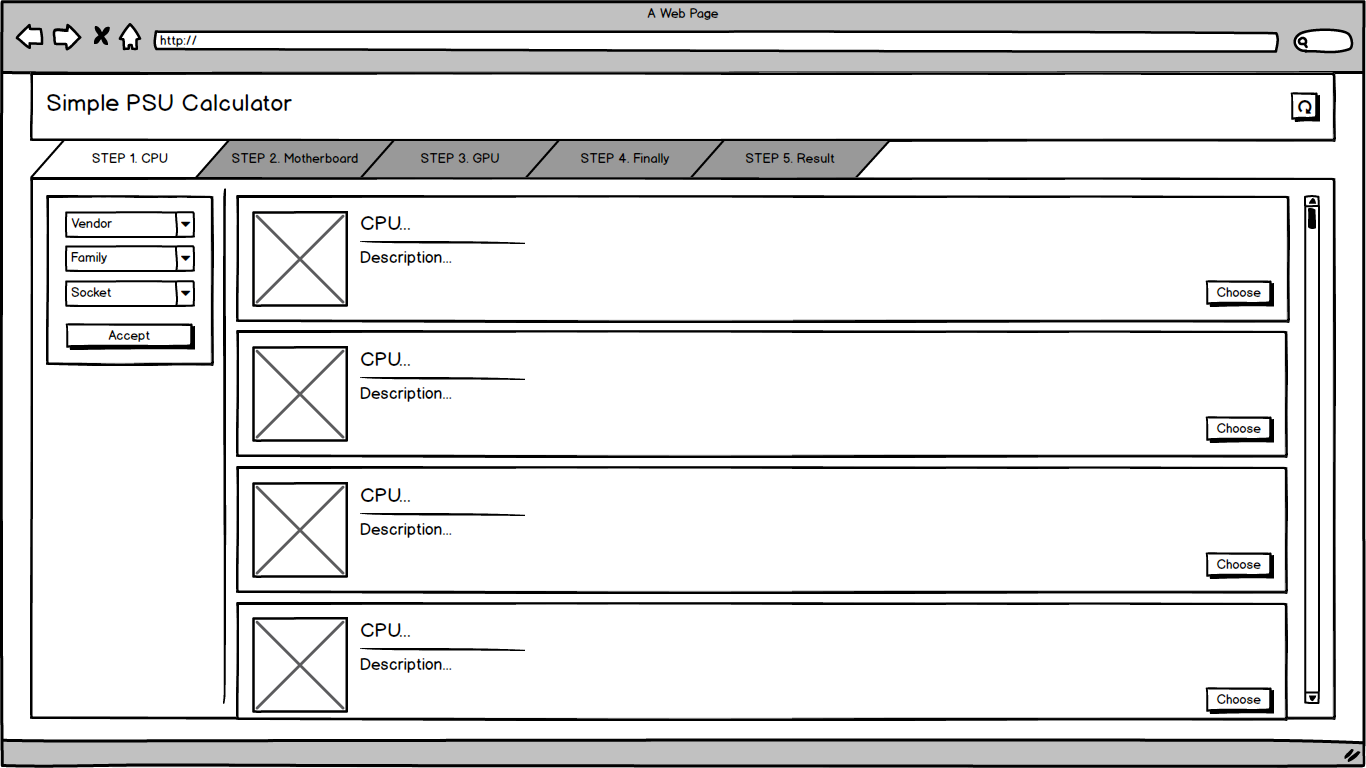 A Web Page
http://
Simple PSU Calculator
STEP 1. CPU STEP 2. Motherboard STEP 3. GPU STEP 4. Finally STEP 5. Result
Vendor
Family
Socket
Accept
CPU...
Description...
Choose
CPU...
Description...
Choose
CPU...
Description...
Choose
CPU...
Description...
Choose